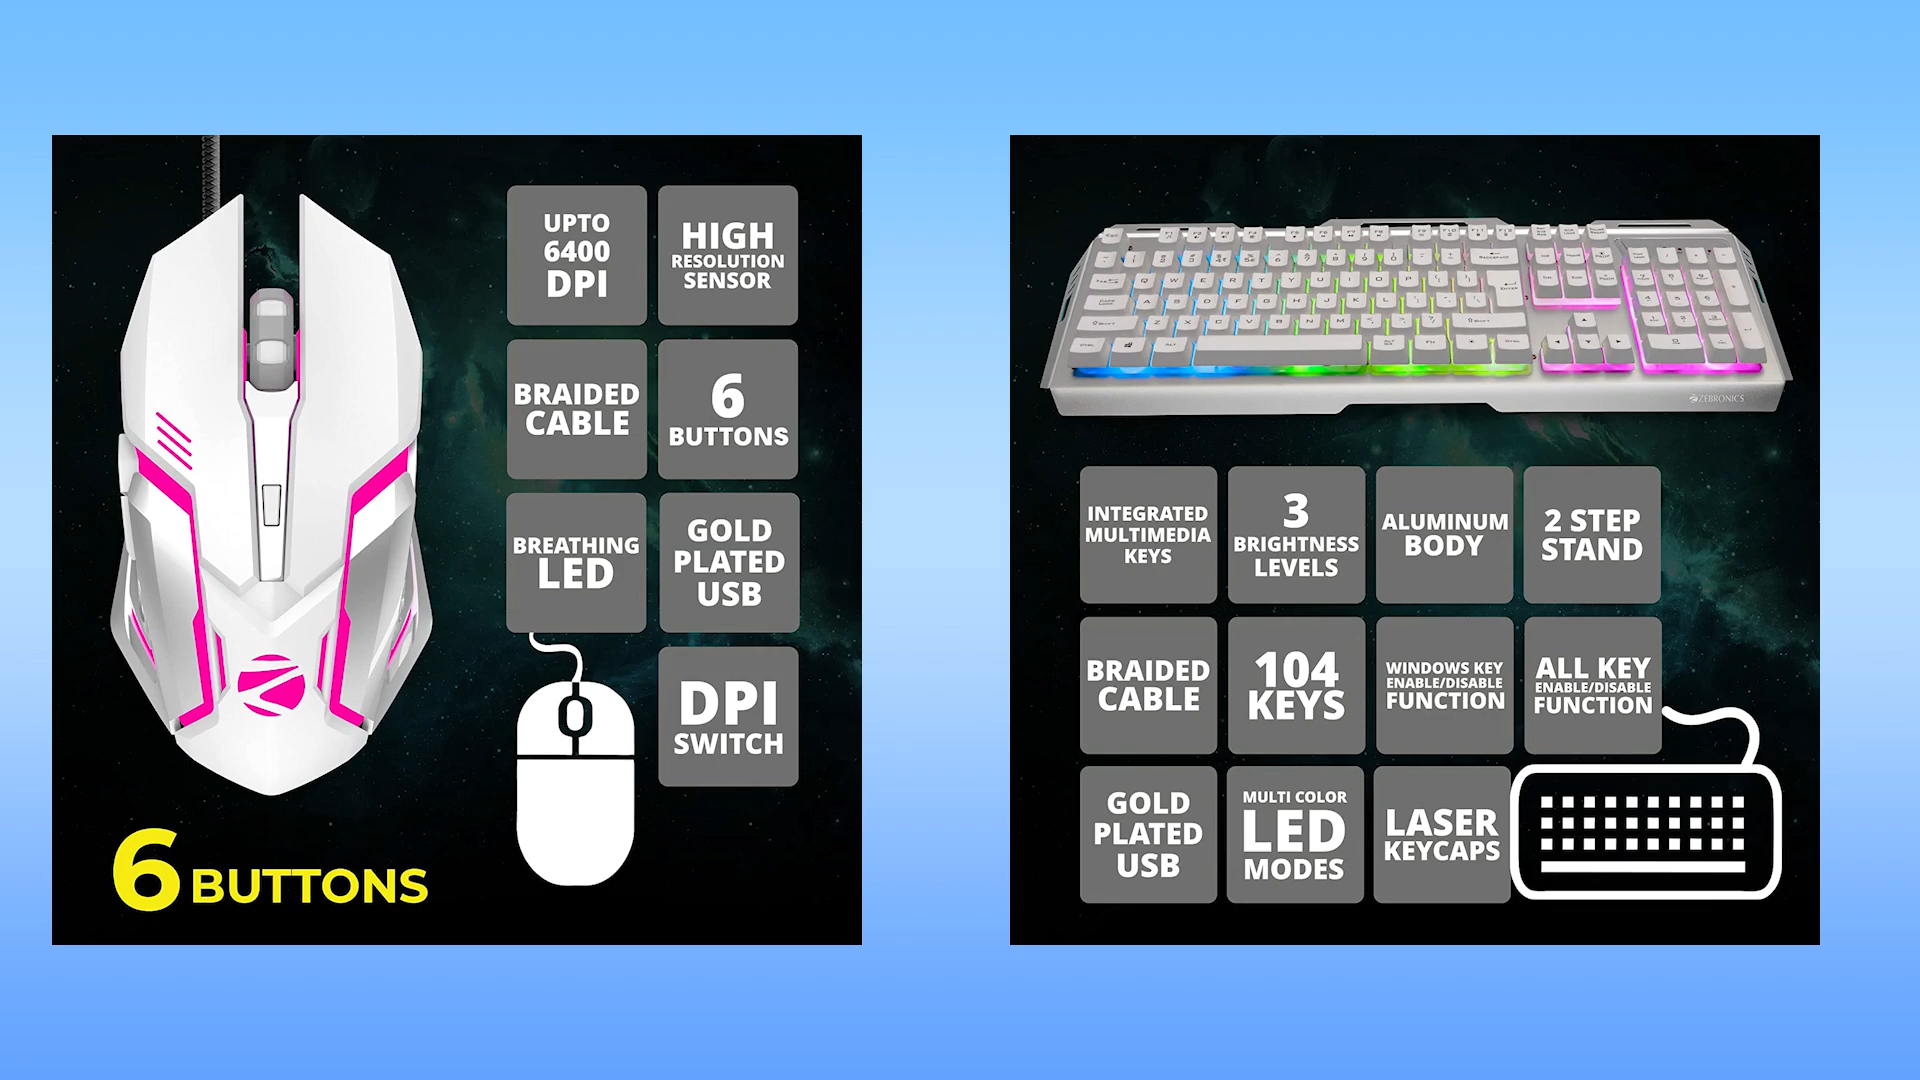 UPTO
6400
DPI
HIGH
RESOLUTION
SENSOR
BRAIDED
CABLE
6
BUTTONS
BREATHING
LED
GOLD
PLATED
USB
DPI
SWITCH
6 BUTTONS
ZEBRONICS
INTEGRATED
MULTIMEDIA
KEYS
3
BRIGHTNESS
LEVELS
ALUMINUM
BODY
2 STEP
STAND
BRAIDED
CABLE
104
KEYS
WINDOWS KEY
ENABLE/DISABLE
FUNCTION
ALL KEY
ENABLE/DISABLE
FUNCTION
GOLD
PLATED
USB
MULTI COLOR
LED
MODES
LASER
KEYCAPS